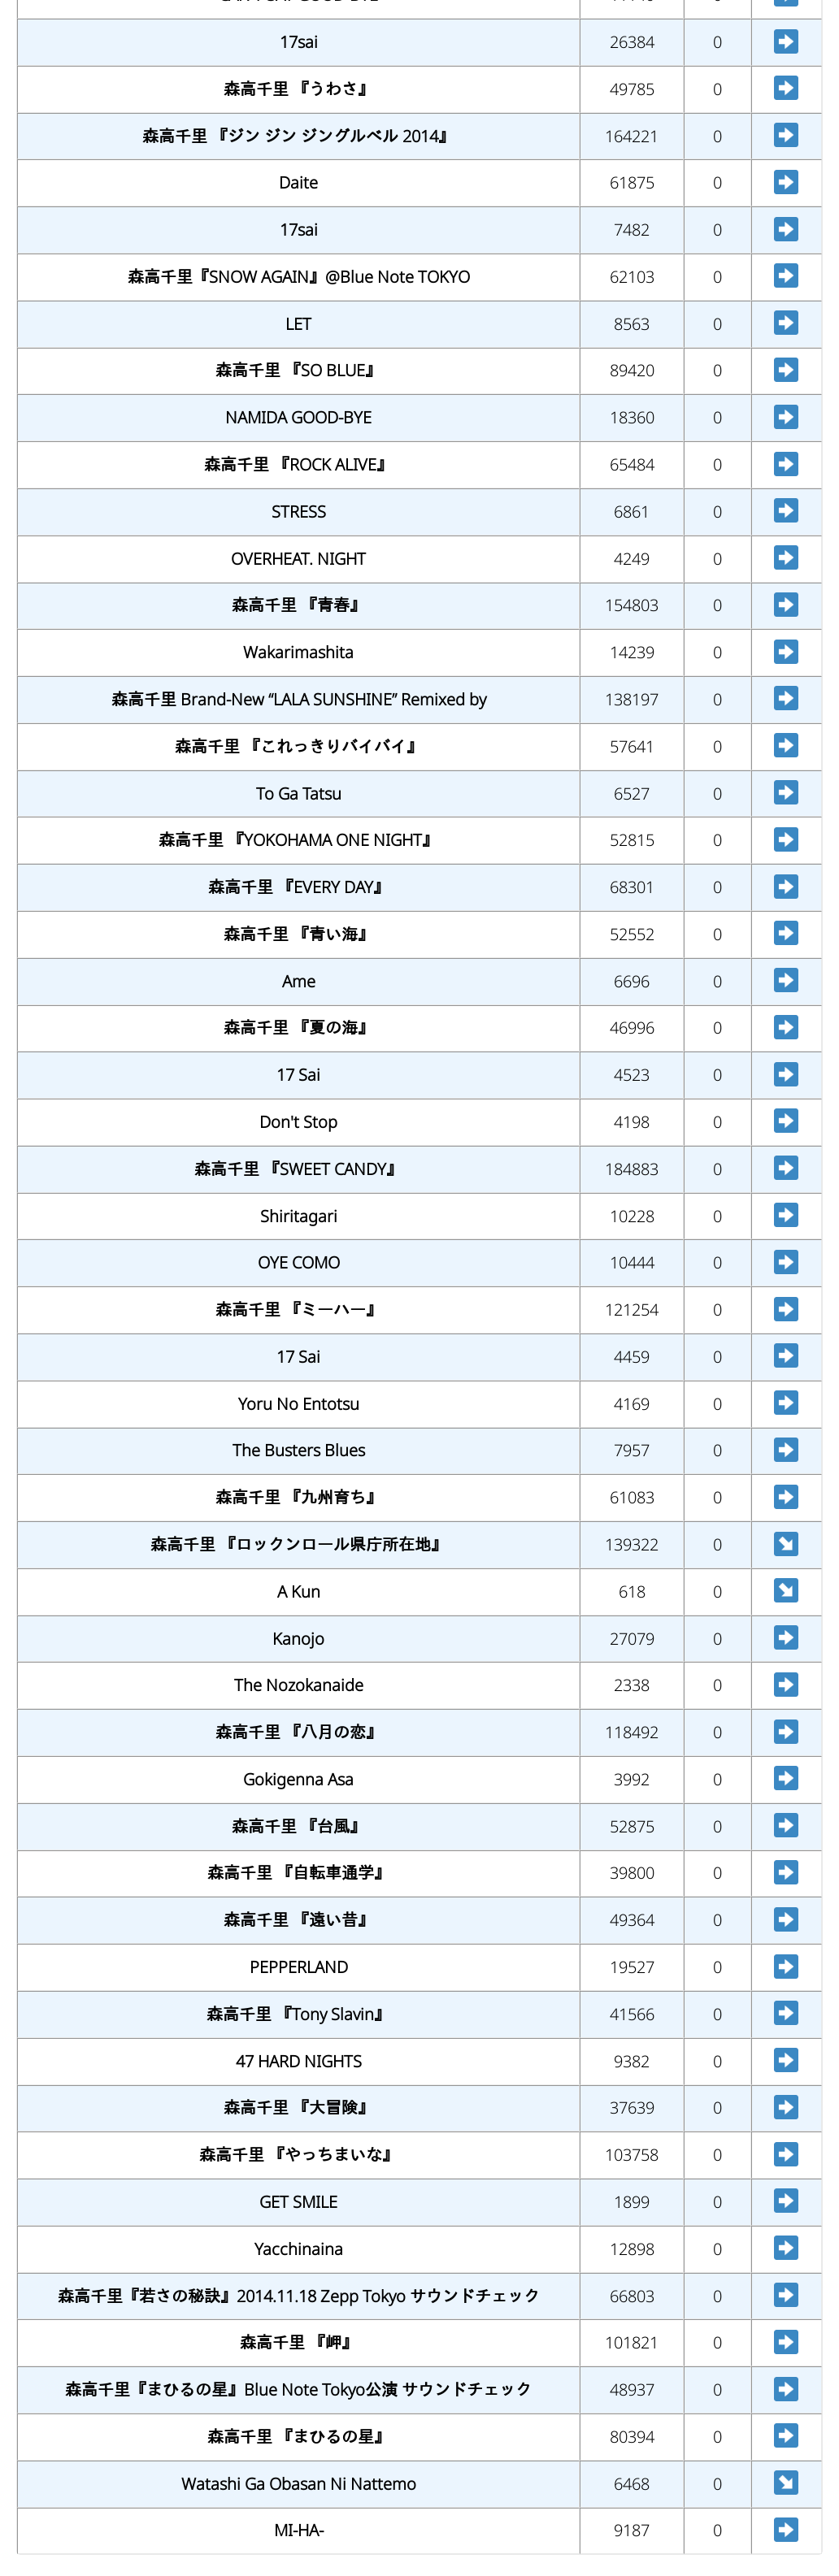 17sai 26384 0
森高千里 『うわさ』 49785 0
森高千里 『ジン ジン ジングルベル 2014』 164221 0
Daite 61875 0
17sai 7482 0
森高千里『SNOW AGAIN』@Blue Note TOKYO 62103 0
LET 8563 0
森高千里 『SO BLUE』 89420 0
NAMIDA GOOD-BYE 18360 0
森高千里 『ROCK ALIVE』 65484 0
STRESS 6861 0
OVERHEAT. NIGHT 4249 0
森高千里 『青春』 154803 0
Wakarimashita 14239 0
森高千里 Brand-New “LALA SUNSHINE” Remixed by 138197 0
森高千里 『これっきりバイバイ』 57641 0
To Ga Tatsu 6527 0
森高千里 『YOKOHAMA ONE NIGHT』 52815 0
森高千里 『EVERY DAY』 68301 0
森高千里 『青い海』 52552 0
Ame 6696 0
森高千里 『夏の海』 46996 0
17 Sai 4523 0
Don't Stop 4198 0
森高千里 『SWEET CANDY』 184883 0
Shiritagari 10228 0
OYE COMO 10444 0
森高千里 『ミーハー』 121254 0
17 Sai 4459 0
Yoru No Entotsu 4169 0
The Busters Blues 7957 0
森高千里 『九州育ち』 61083 0
森高千里 『ロックンロール県庁所在地』 139322 0
A Kun 618 0
Kanojo 27079 0
The Nozokanaide 2338 0
森高千里 『八月の恋』 118492 0
Gokigenna Asa 3992 0
森高千里 『台風』 52875 0
森高千里 『自転車通学』 39800 0
森高千里 『遠い昔』 49364 0
PEPPERLAND 19527 0
森高千里 『Tony Slavin』 41566 0
47 HARD NIGHTS 9382 0
森高千里 『大冒険』 37639 0
森高千里 『やっちまいな』 103758 0
GET SMILE 1899 0
Yacchinaina 12898 0
森高千里『若さの秘訣』2014.11.18 Zepp Tokyo サウンドチェック 66803 0
森高千里 『岬』 101821 0
森高千里『まひるの星』Blue Note Tokyo公演 サウンドチェック 48937 0
森高千里 『まひるの星』 80394 0
Watashi Ga Obasan Ni Nattemo 6468 0
MI-HA- 9187 0